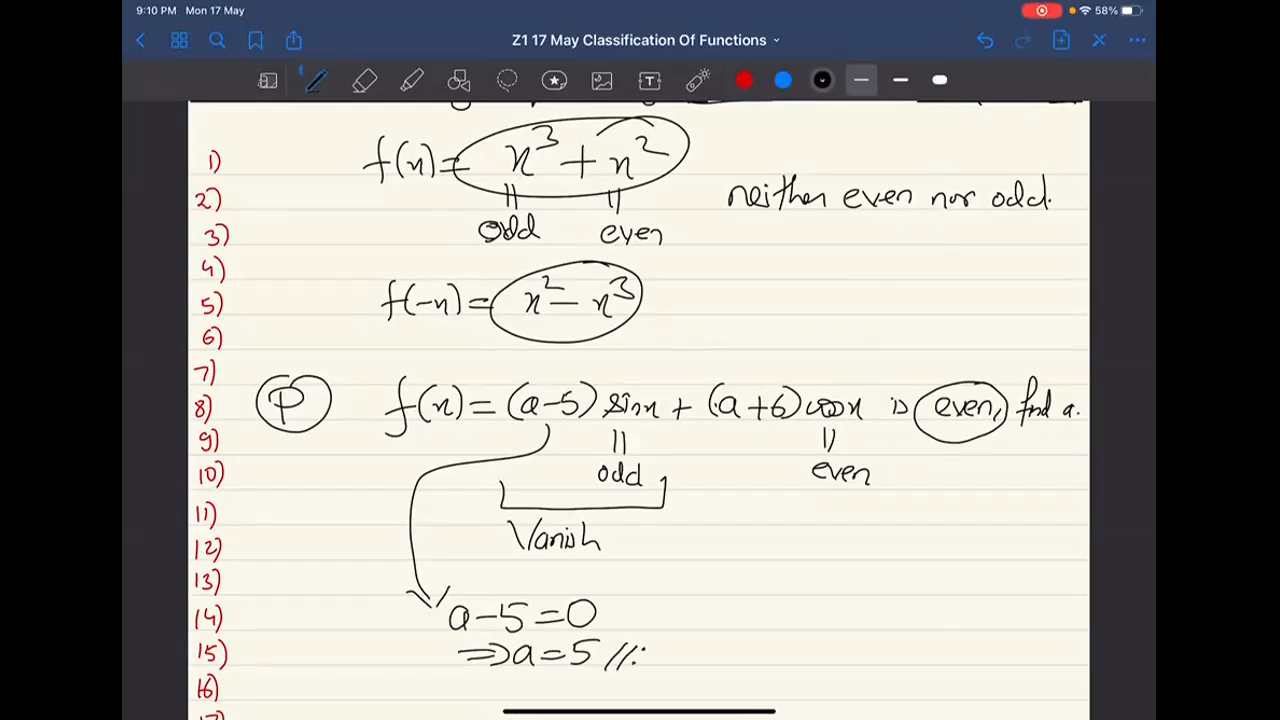 9:10 PM Mon 17 May
58%
Z1 17 May Classification Of Functions
T
1)
f(x) = x³ + x²
2)
neither even nor odd.
3)
odd even
4)
5)
f(-x) = x² - x³
6)
7)
8)
P f(x) = (a-5) sinx + (a+6) cosx is even, find a.
9)
10)
odd even
11)
12)
Vanish
13)
14)
a-5=0
15)
⇒ a=5 //.
16)